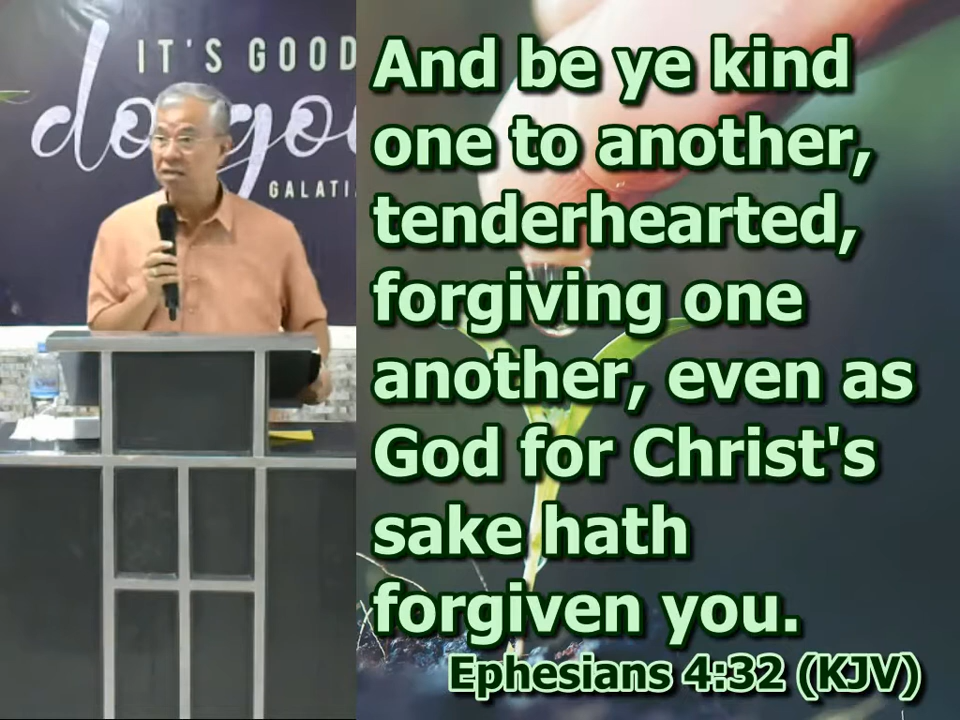 IT'S GOOD
do
GALATI
And be ye kind
one to another,
tenderhearted,
forgiving one
another, even as
God for Christ's
sake hath
forgiven you.
Ephesians 4:32 (KJV)